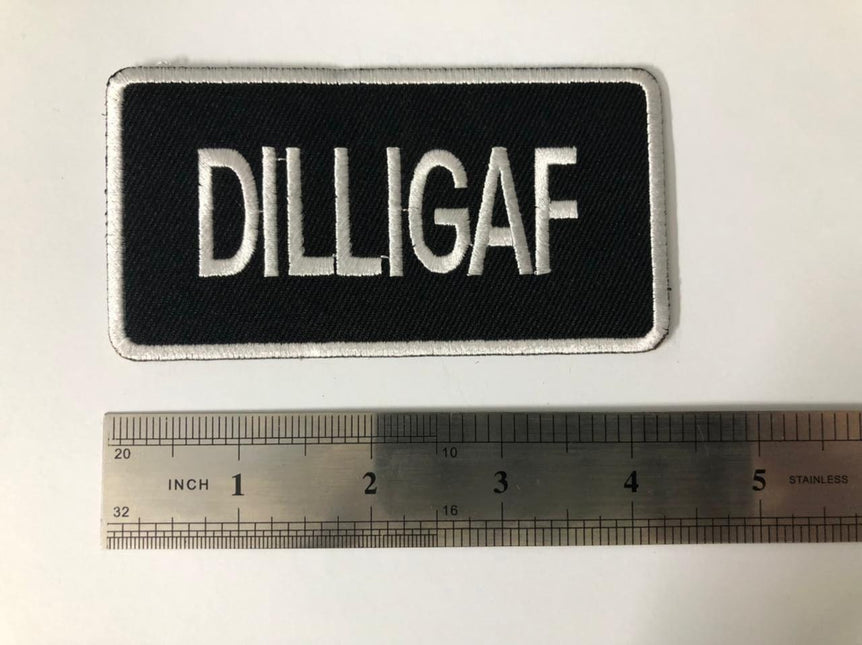 DILLIGAF
20 10
INCH 1 2 3 4 5 STAINLESS
32 16